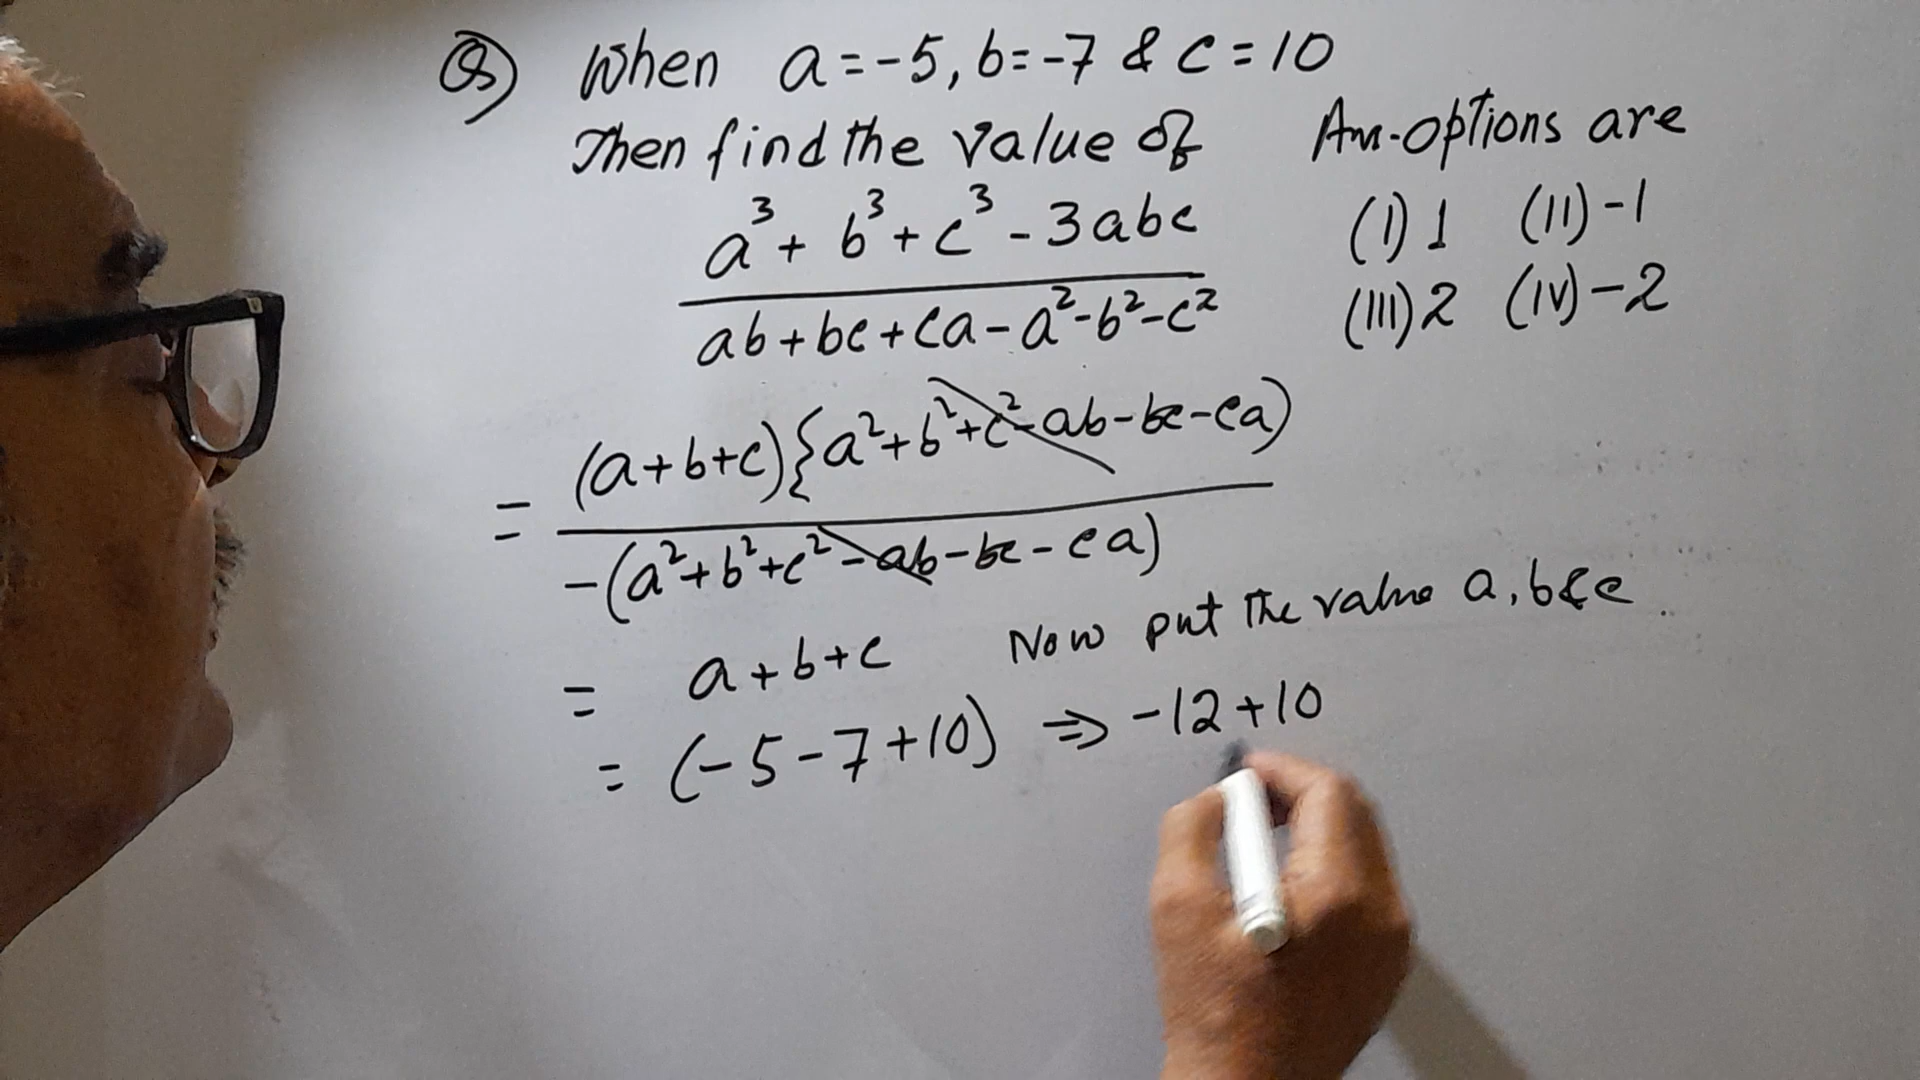 Q) When a=-5, b=-7 & c=10
Then find the value of
a³+ b³+c³-3abc
ab+bc+ca-a²-b²-c²
Ans-options are
(I) 1 (II) -1
(III) 2 (IV) -2
= (a+b+c){a²+b²+c²-ab-bc-ca)
-(a²+b²+c²-ab-bc-ca)
= a+b+c Now put the value a, b & c.
= (-5-7+10) ⇒ -12+10